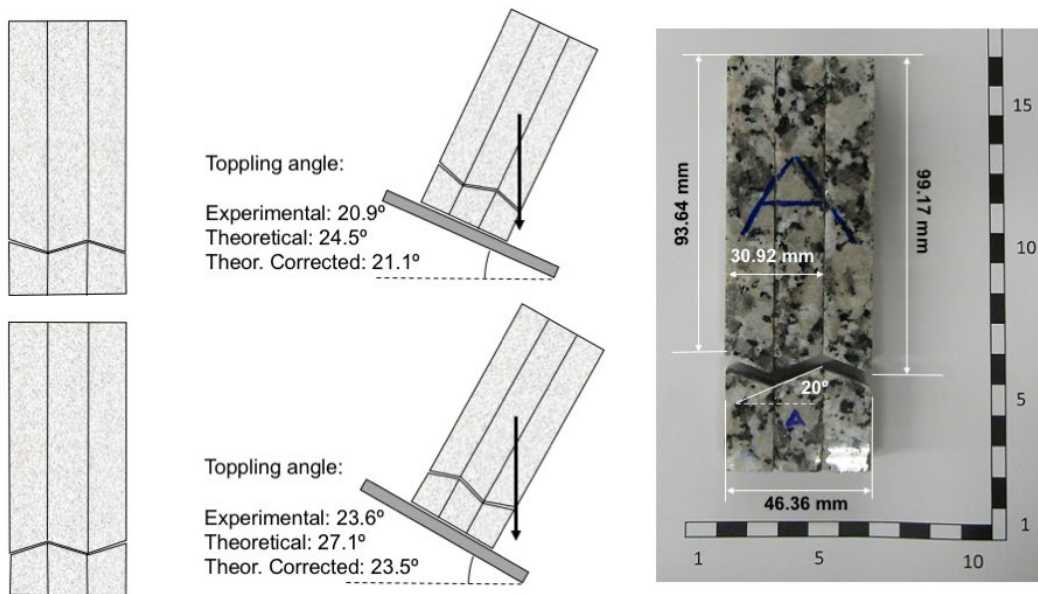 Toppling angle:
Experimental: 20.9º
Theoretical: 24.5º
Theor. Corrected: 21.1º
Toppling angle:
Experimental: 23.6º
Theoretical: 27.1º
Theor. Corrected: 23.5º
93.64 mm
99.17 mm
A
30.92 mm
20º
46.36 mm
15
10
5
1
1
5
10